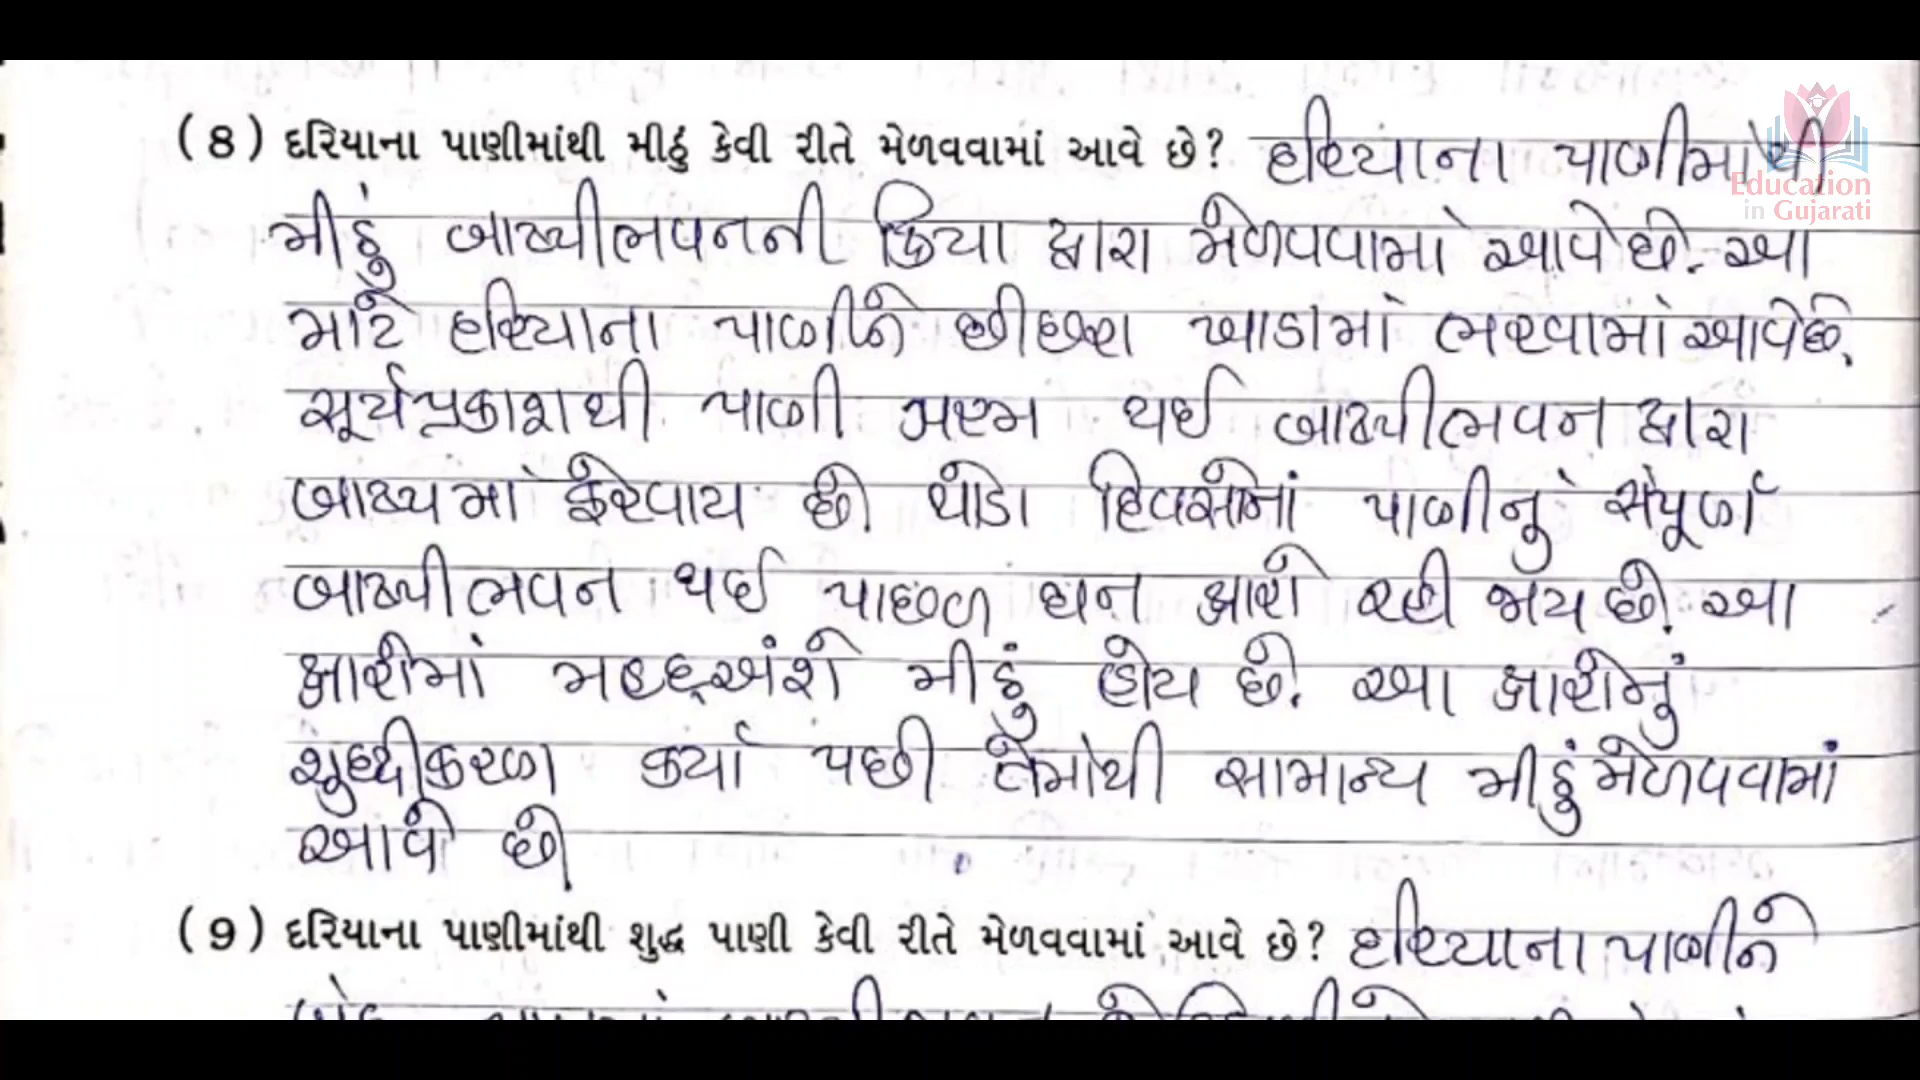 (8) દરિયાના પાણીમાંથી મીઠું કેવી રીતે મેળવવામાં આવે છે? દરિયાના પાણીમાંથી
મીઠું બાષ્પીભવનની ક્રિયા દ્વારા મેળવવામાં આવે છે. આ
માટે દરિયાના પાણીને છીછરા ખાડામાં ભરવામાં આવે છે.
સૂર્યપ્રકાશથી પાણી ગરમ થઈ બાષ્પીભવન દ્વારા
બાષ્પમાં ફેરવાય છે. થોડા દિવસોમાં પાણીનું સંપૂર્ણ
બાષ્પીભવન થઈ પાછળ ઘન ક્ષારો રહી જાય છે. આ
ક્ષારોમાં મહદ્અંશે મીઠું હોય છે. આ ક્ષારોનું
શુદ્ધીકરણ કર્યા પછી તેમાંથી સામાન્ય મીઠું મેળવવામાં
આવે છે
(9) દરિયાના પાણીમાંથી શુદ્ધ પાણી કેવી રીતે મેળવવામાં આવે છે? દરિયાના પાણીને
Education
in Gujarati